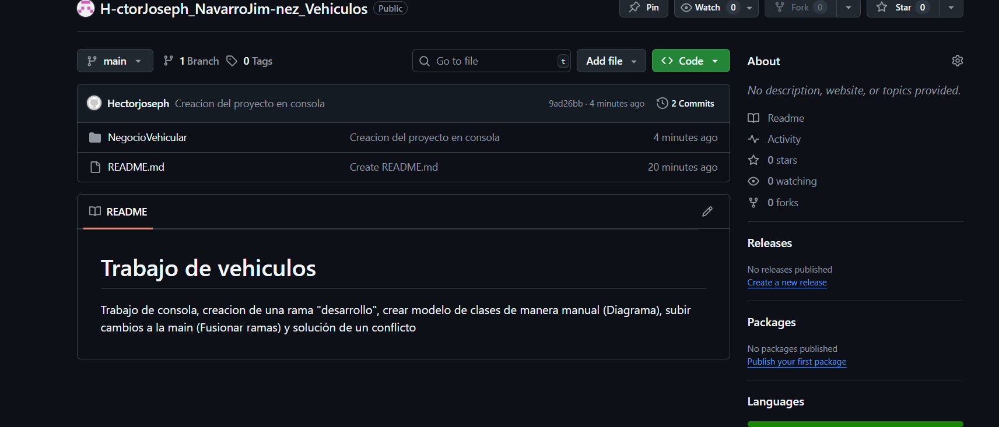 H-ctorJoseph_NavarroJim-nez_Vehiculos Public
Pin
Watch 0
Fork 0
Star 0
main
1 Branch
0 Tags
Go to file t
Add file
Code
Hectorjoseph Creacion del proyecto en consola 9ad26bb · 4 minutes ago 2 Commits
NegocioVehicular Creacion del proyecto en consola 4 minutes ago
README.md Create README.md 20 minutes ago
README
Trabajo de vehiculos
Trabajo de consola, creacion de una rama "desarrollo", crear modelo de clases de manera manual (Diagrama), subir
cambios a la main (Fusionar ramas) y solución de un conflicto
About
No description, website, or topics provided.
Readme
Activity
0 stars
0 watching
0 forks
Releases
No releases published
Create a new release
Packages
No packages published
Publish your first package
Languages